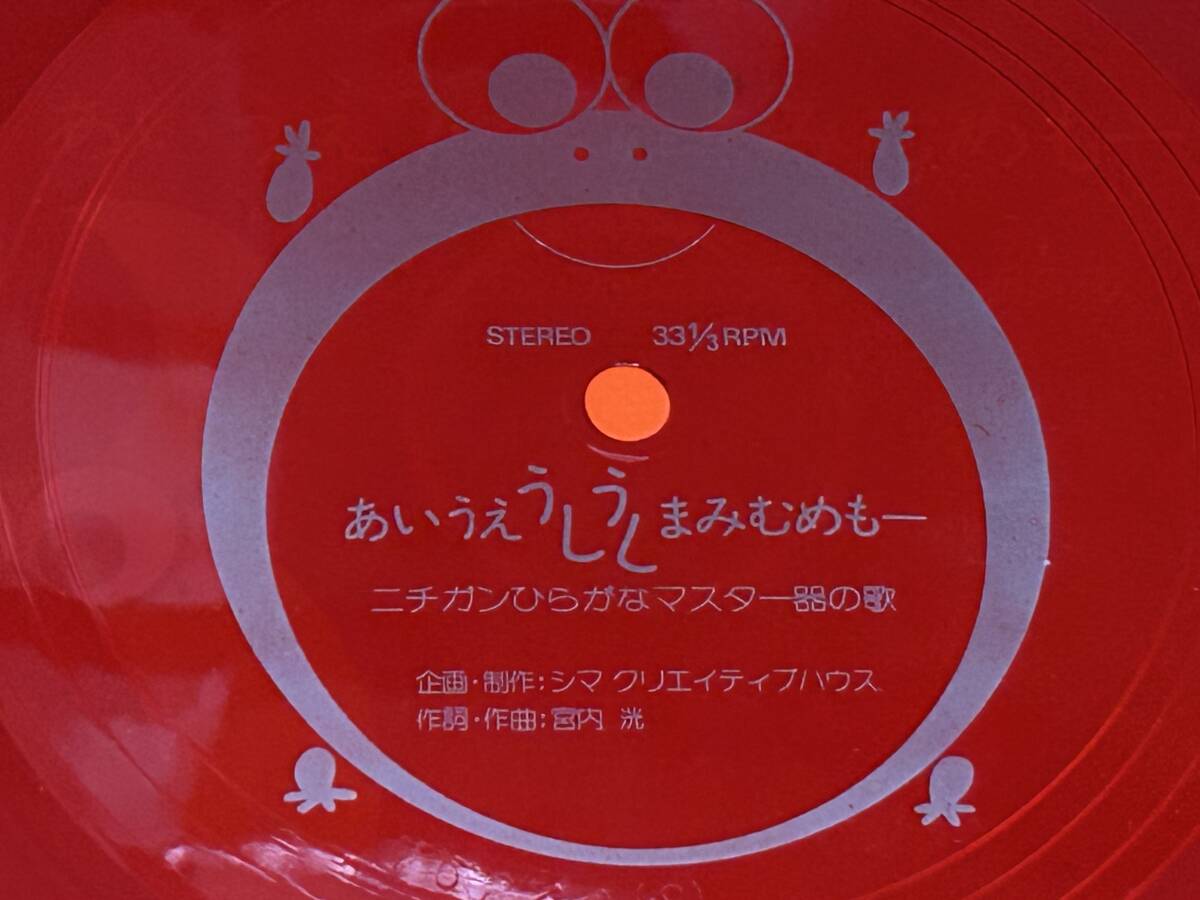 STEREO 33⅓RPM
あいうえうしうしまみむめもー
ニチガンひらがなマスター器の歌
企画・制作:シマ クリエイティブハウス
作詞・作曲:宮内 洸